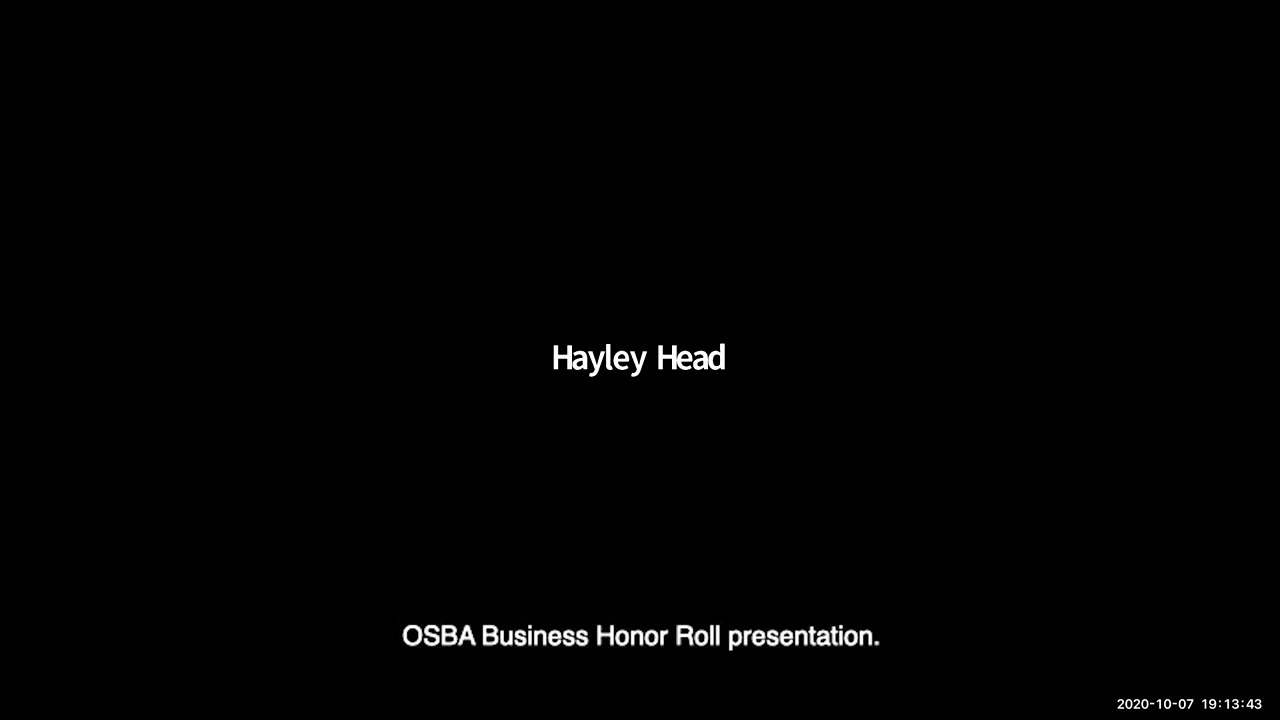 Hayley Head
OSBA Business Honor Roll presentation.
2020-10-07 19:13:43